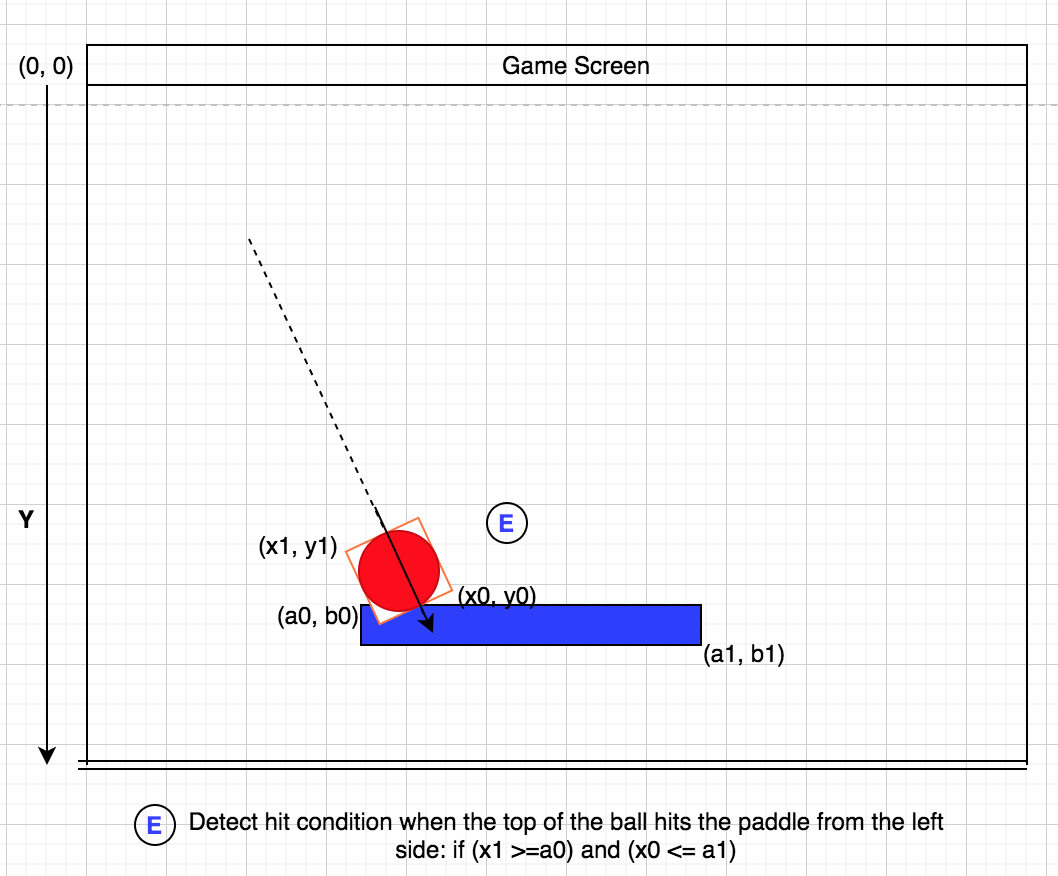 (0, 0)
Game Screen
Y
E
(x1, y1)
(x0, y0)
(a0, b0)
(a1, b1)
E Detect hit condition when the top of the ball hits the paddle from the left
side: if (x1 >=a0) and (x0 <= a1)